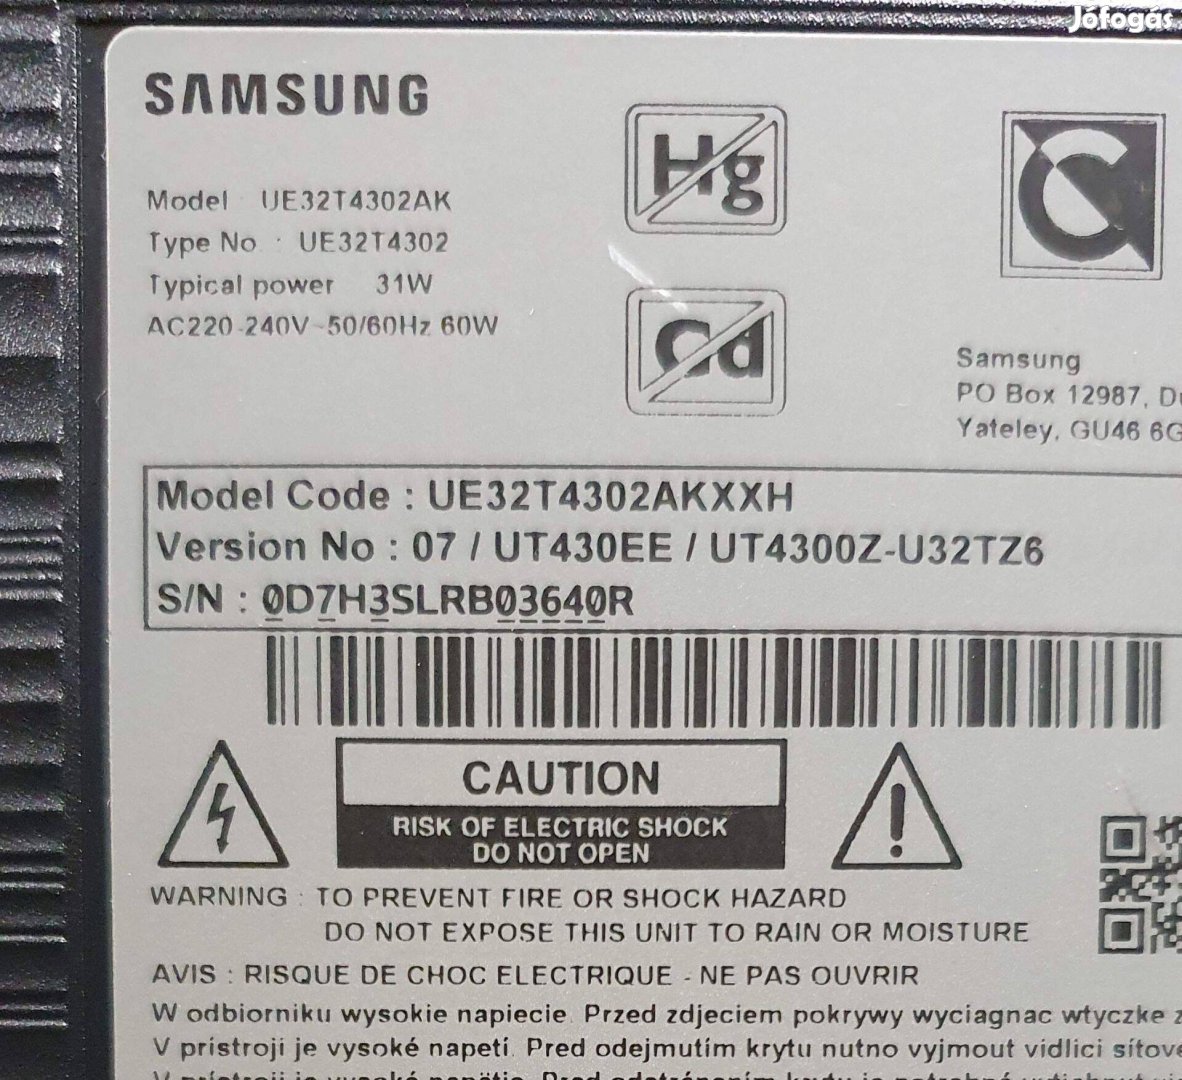 Jófogás
SAMSUNG
Model UE32T4302AK
Type No : UE32T4302
Typical power 31W
AC220-240V~50/60Hz 60W
Hg
Cd
Samsung
PO Box 12987, Du
Yateley, GU46 6G
Model Code : UE32T4302AKXXH
Version No : 07 / UT430EE / UT4300Z-U32TZ6
S/N : 0D7H3SLRB03640R
CAUTION
RISK OF ELECTRIC SHOCK
DO NOT OPEN
WARNING : TO PREVENT FIRE OR SHOCK HAZARD
DO NOT EXPOSE THIS UNIT TO RAIN OR MOISTURE
AVIS : RISQUE DE CHOC ELECTRIQUE - NE PAS OUVRIR
W odbiorniku wysokie napiecie. Przed zdjeciem pokrywy wyciagnac wtyczke z
V prístroji je vysoké napetí. Pred odejmutím krytu nutno vyjmout vidlici sítove